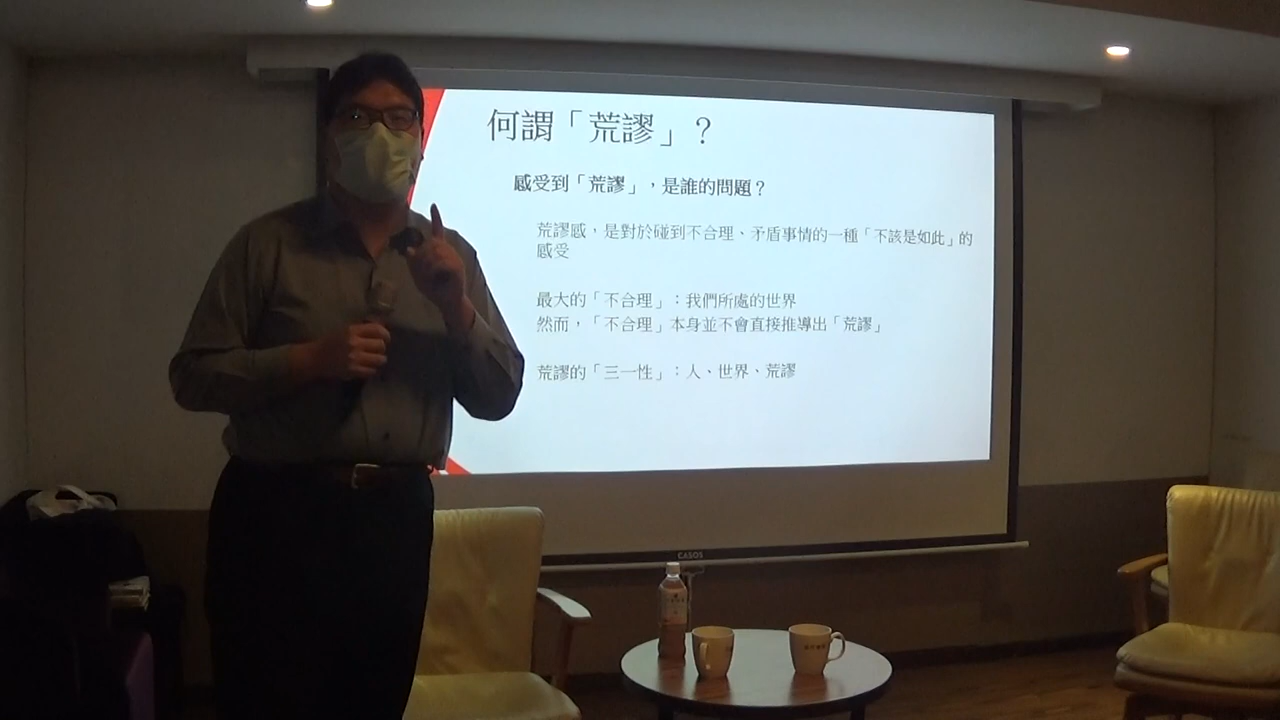 何謂「荒謬」？
感受到「荒謬」，是誰的問題？
荒謬感，是對於碰到不合理、矛盾事情的一種「不該是如此」的
感受
最大的「不合理」：我們所處的世界
然而，「不合理」本身並不會直接推導出「荒謬」
荒謬的「三一性」：人、世界、荒謬
CASOS